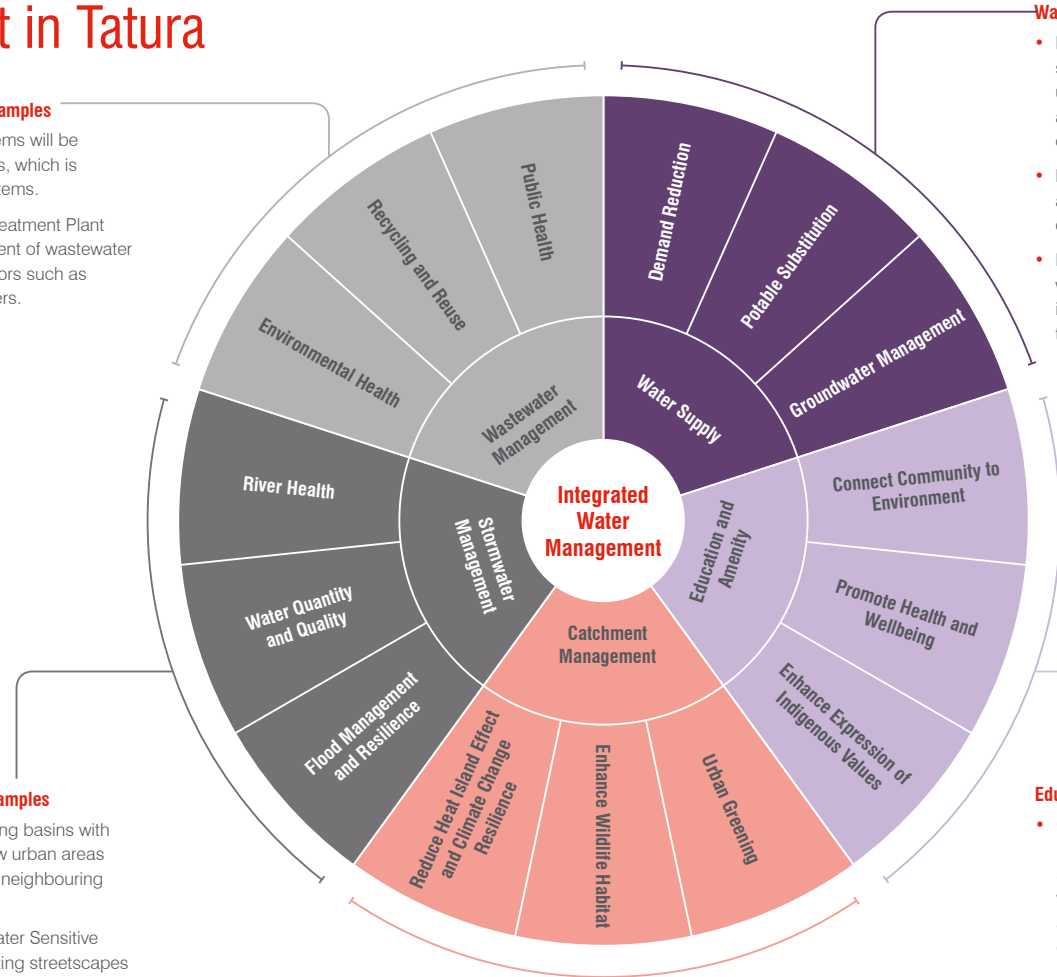 t in Tatura
amples
ems will be
s, which is
tems.
eatment Plant
ent of wastewater
ors such as
ers.
Wa
Public Health
Recycling and Reuse
Environmental Health
Wastewater
Management
Demand Reduction
Potable Substitution
Groundwater Management
Water Supply
Integrated
Water
Management
Connect Community to
Environment
Promote Health and
Wellbeing
Enhance Expression of
Indigenous Values
Education and
Amenity
Catchment
Management
Urban Greening
Enhance Wildlife Habitat
Reduce Heat Island Effect
and Climate Change
Resilience
Stormwater
Management
River Health
Water Quantity
and Quality
Flood Management
and Resilience
amples
ng basins with
w urban areas
neighbouring
ater Sensitive
ting streetscapes
Edu